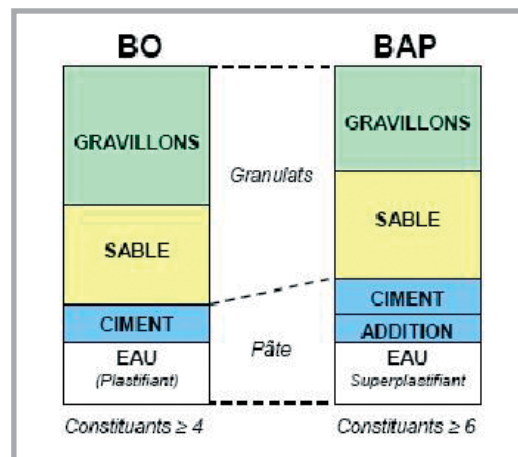 BO
BAP
GRAVILLONS
GRAVILLONS
Granulats
SABLE
SABLE
CIMENT
CIMENT
ADDITION
EAU
(Plastifiant)
Pâte
EAU
Superplastifiant
Constituants ≥ 4
Constituants ≥ 6